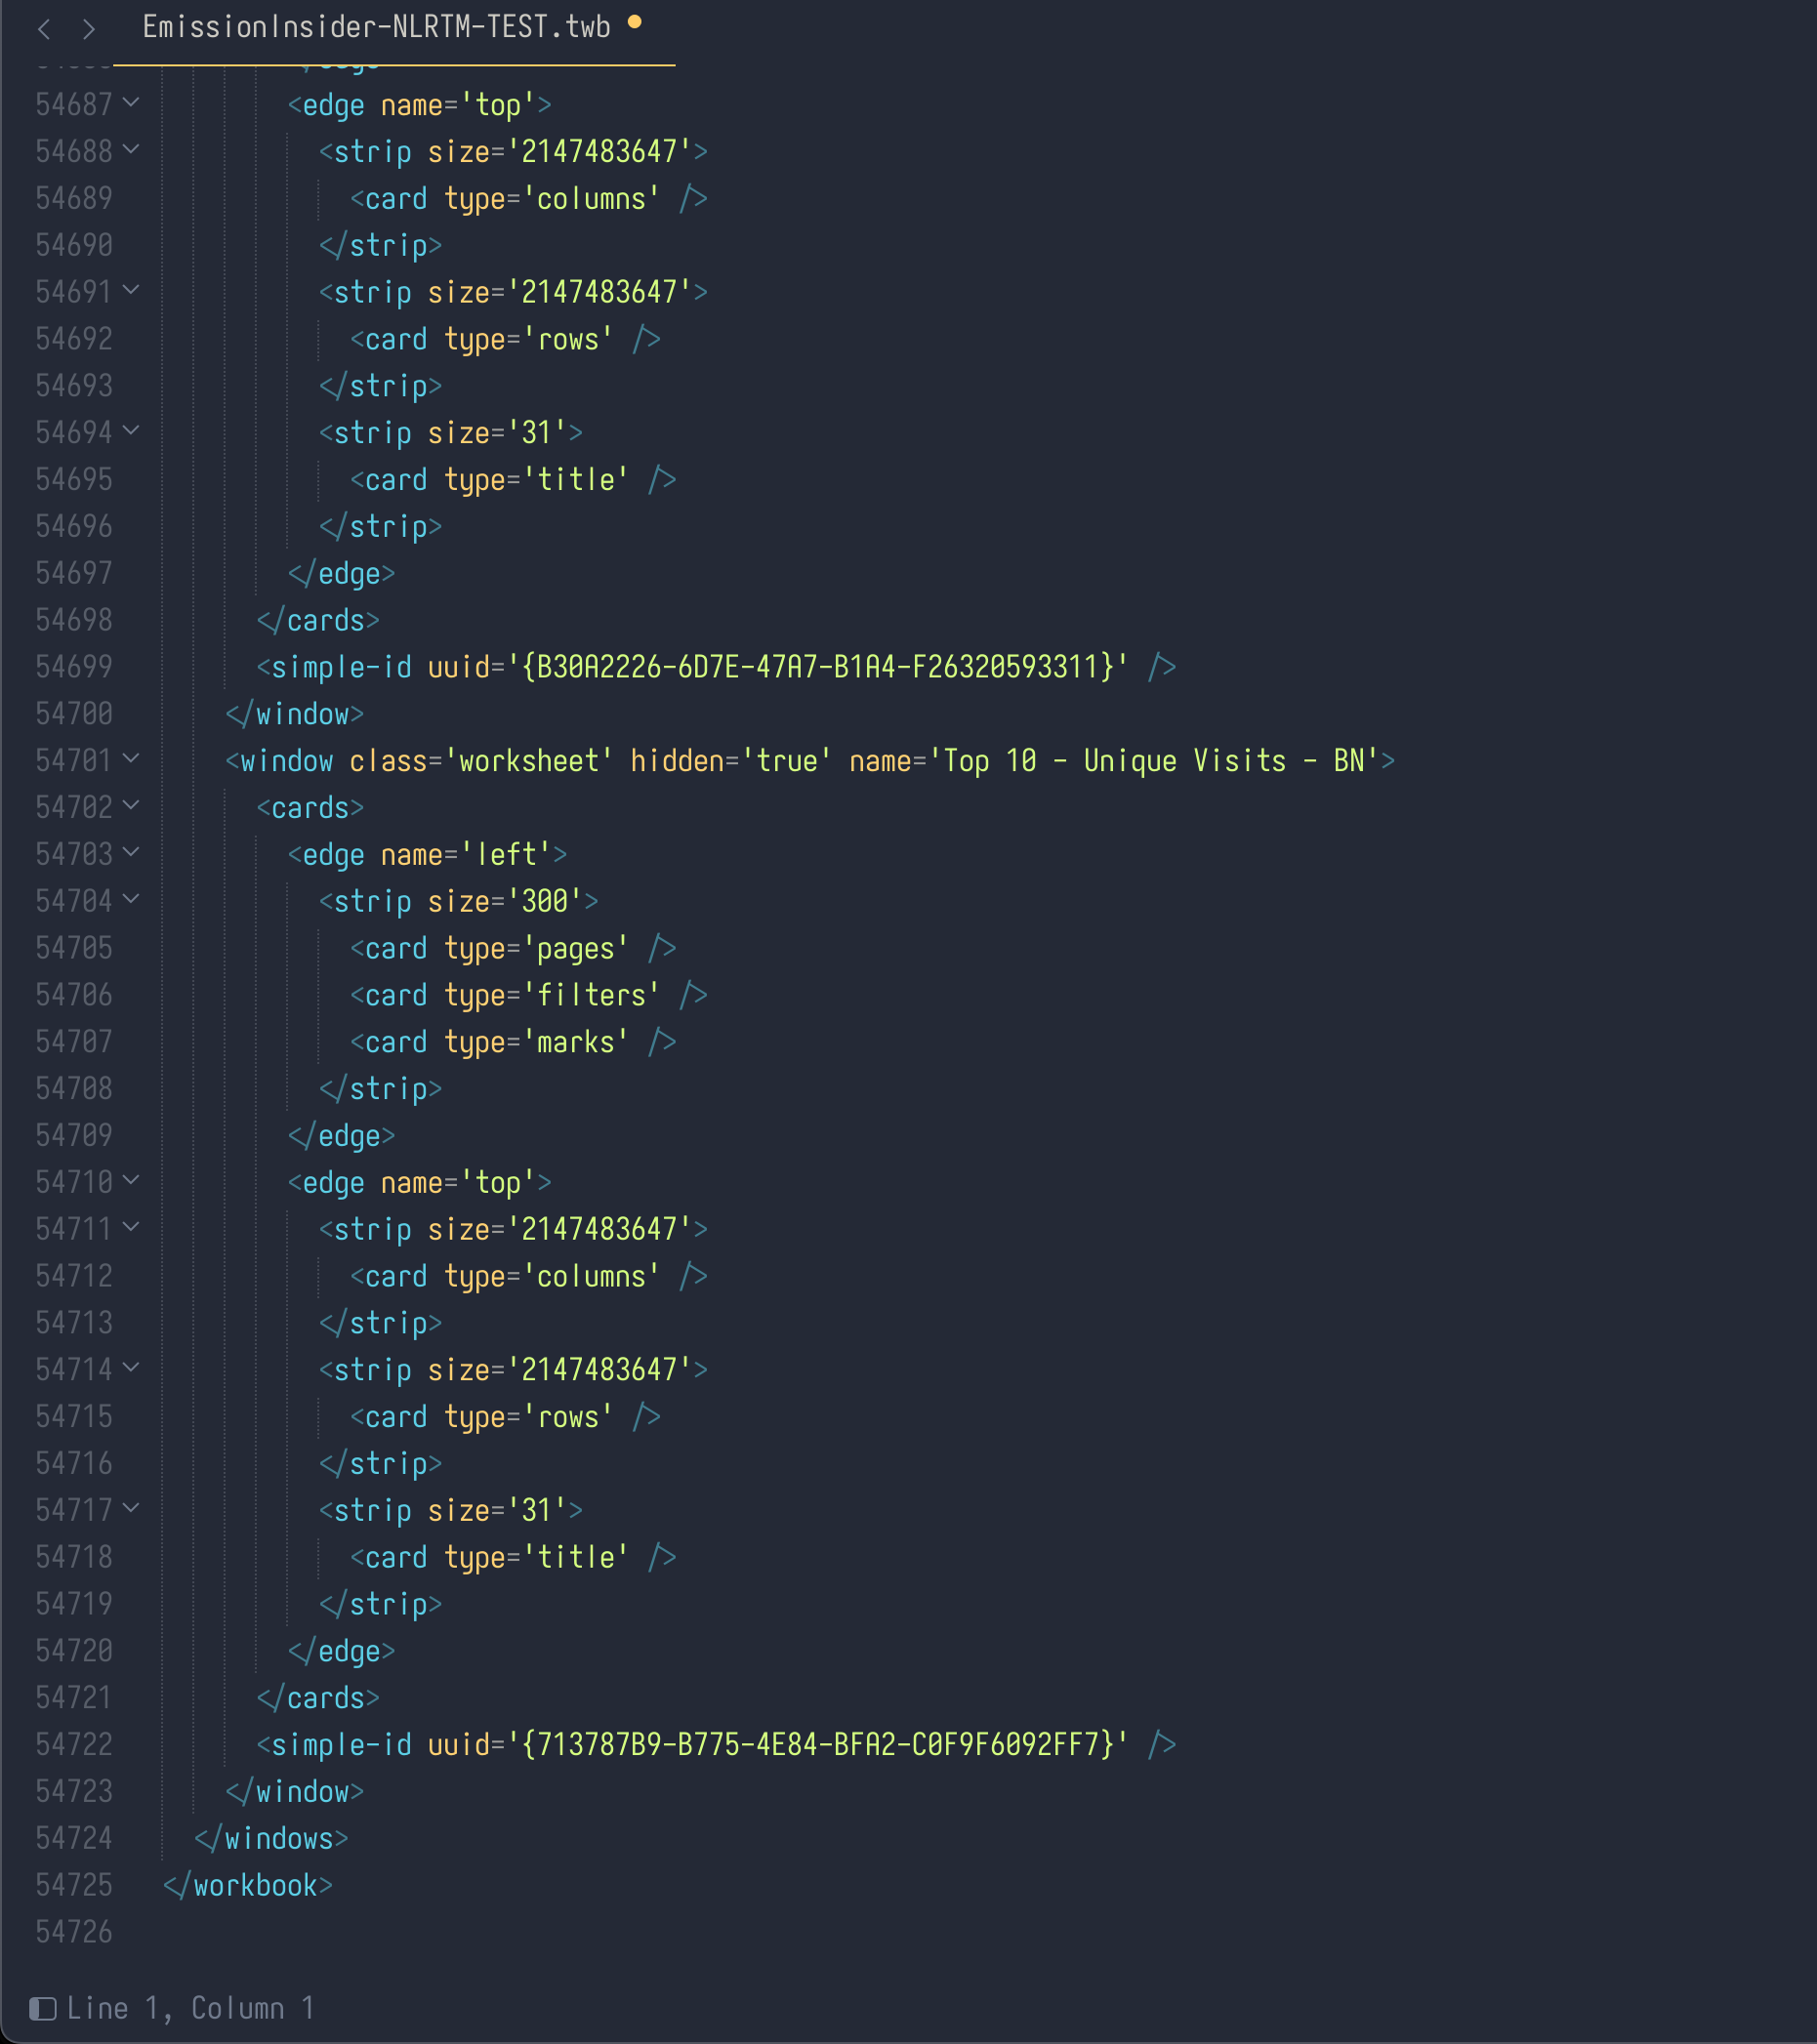 EmissionInsider-NLRTM-TEST.twb
54687 <edge name='top'>
54688 <strip size='2147483647'>
54689 <card type='columns' />
54690 </strip>
54691 <strip size='2147483647'>
54692 <card type='rows' />
54693 </strip>
54694 <strip size='31'>
54695 <card type='title' />
54696 </strip>
54697 </edge>
54698 </cards>
54699 <simple-id uuid='{B30A2226-6D7E-47A7-B1A4-F26320593311}' />
54700 </window>
54701 <window class='worksheet' hidden='true' name='Top 10 - Unique Visits - BN'>
54702 <cards>
54703 <edge name='left'>
54704 <strip size='300'>
54705 <card type='pages' />
54706 <card type='filters' />
54707 <card type='marks' />
54708 </strip>
54709 </edge>
54710 <edge name='top'>
54711 <strip size='2147483647'>
54712 <card type='columns' />
54713 </strip>
54714 <strip size='2147483647'>
54715 <card type='rows' />
54716 </strip>
54717 <strip size='31'>
54718 <card type='title' />
54719 </strip>
54720 </edge>
54721 </cards>
54722 <simple-id uuid='{713787B9-B775-4E84-BFA2-C0F9F6092FF7}' />
54723 </window>
54724 </windows>
54725 </workbook>
54726
Line 1, Column 1